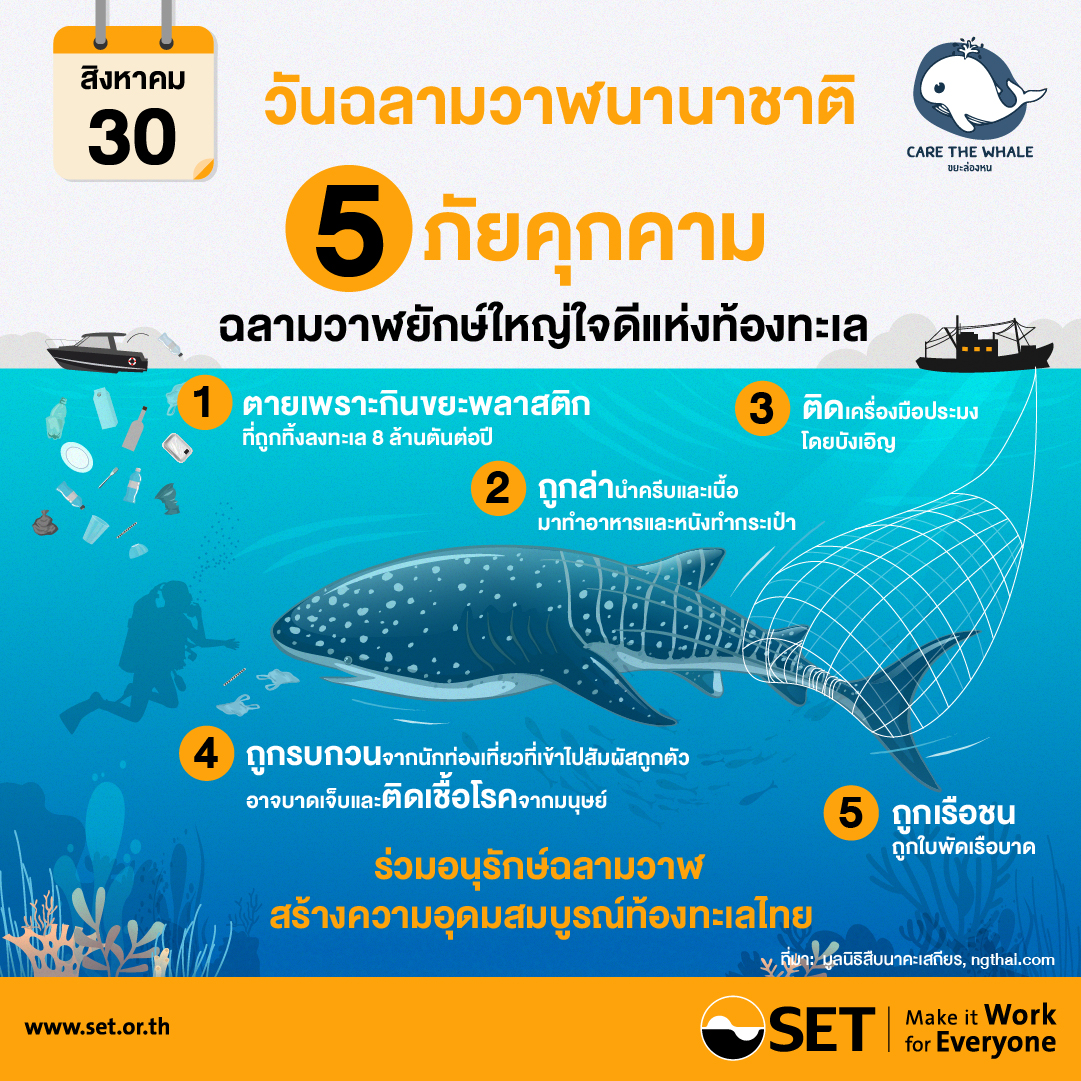 สิงหาคม
30
วันฉลามวาฬนานาชาติ
CARE THE WHALE
ขยะล่องหน
5 ภัยคุกคาม
ฉลามวาฬยักษ์ใหญ่ใจดีแห่งท้องทะเล
1 ตายเพราะกินขยะพลาสติก
ที่ถูกทิ้งลงทะเล 8 ล้านตันต่อปี
2 ถูกล่านำครีบและเนื้อ
มาทำอาหารและหนังทำกระเป๋า
3 ติดเครื่องมือประมง
โดยบังเอิญ
4 ถูกรบกวนจากนักท่องเที่ยวที่เข้าไปสัมผัสถูกตัว
อาจบาดเจ็บและติดเชื้อโรคจากมนุษย์
5 ถูกเรือชน
ถูกใบพัดเรือบาด
ร่วมอนุรักษ์ฉลามวาฬ
สร้างความอุดมสมบูรณ์ท้องทะเลไทย
ที่มา: มูลนิธิสืบนาคะเสถียร, ngthai.com
www.set.or.th
SET
Make it Work
for Everyone